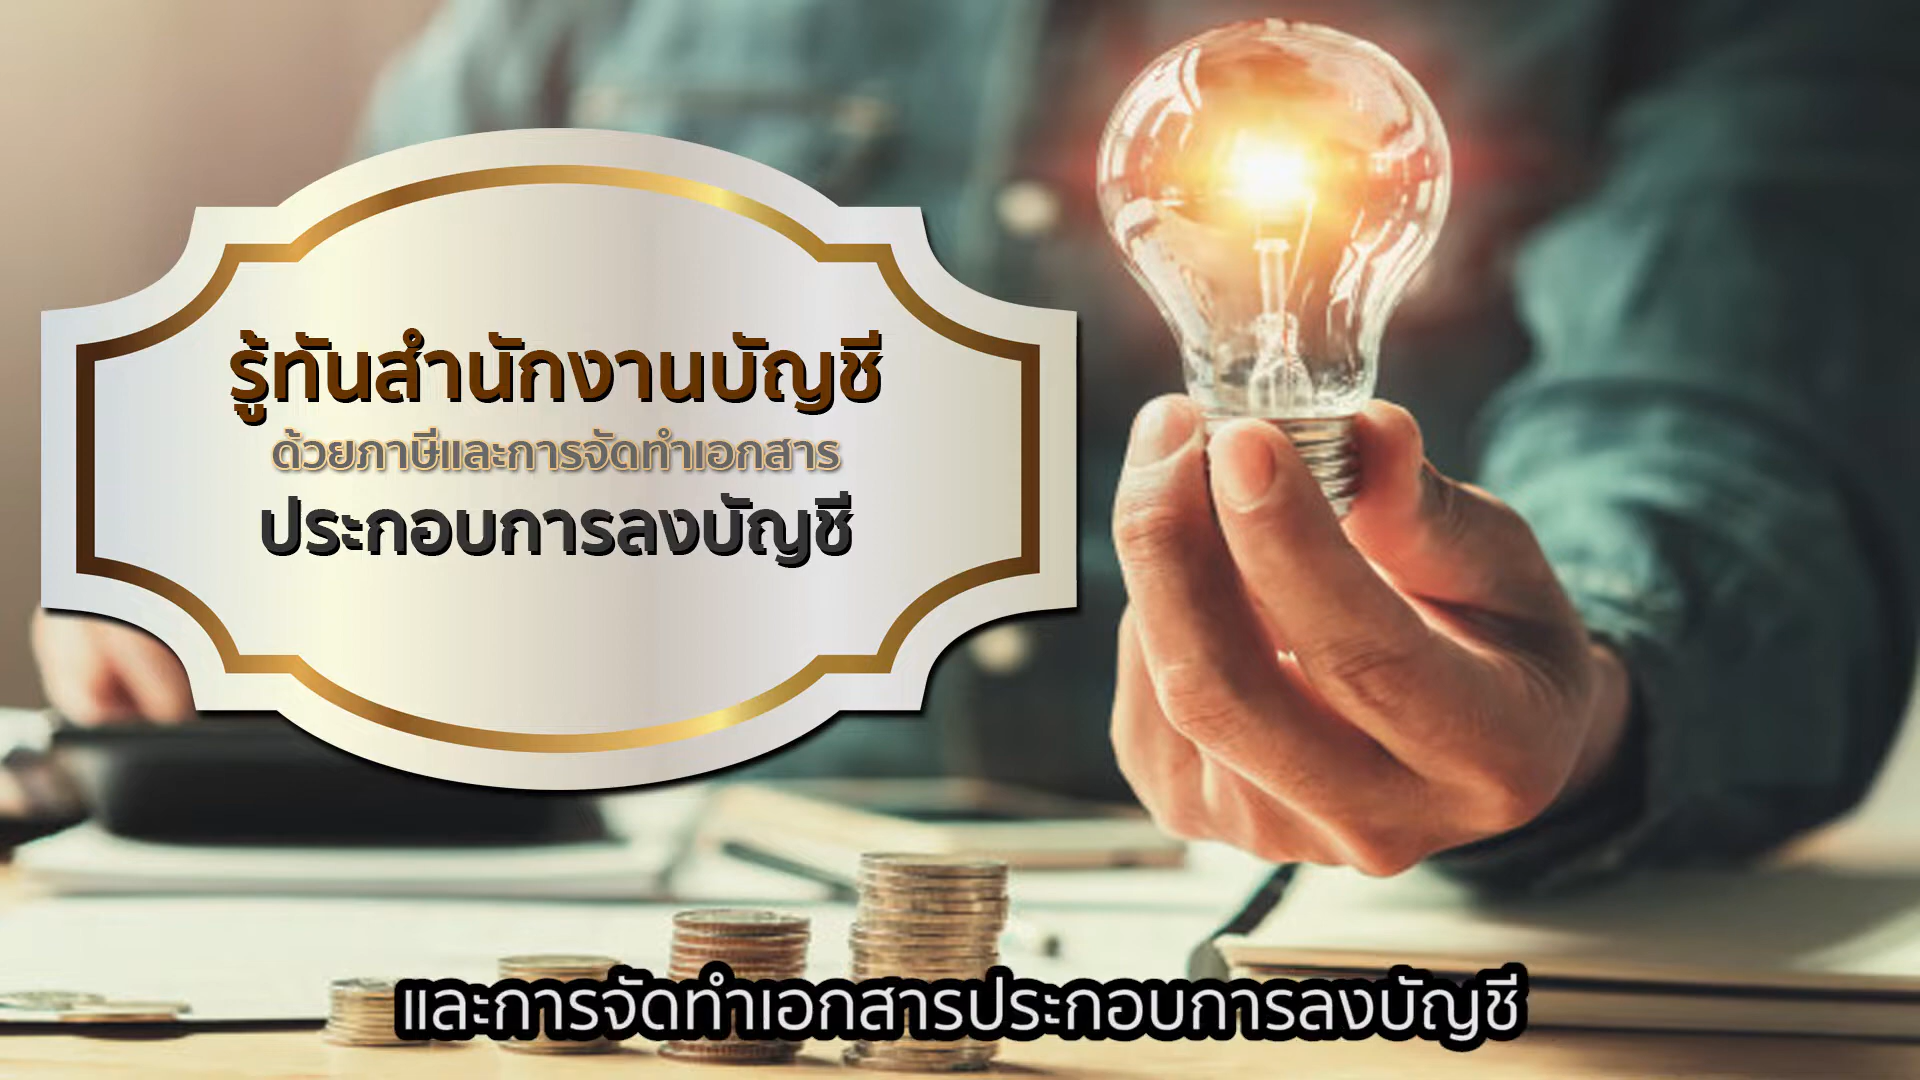 รู้ทันสำนักงานบัญชี
ด้วยภาษีและการจัดทำเอกสาร
ประกอบการลงบัญชี
และการจัดทำเอกสารประกอบการลงบัญชี